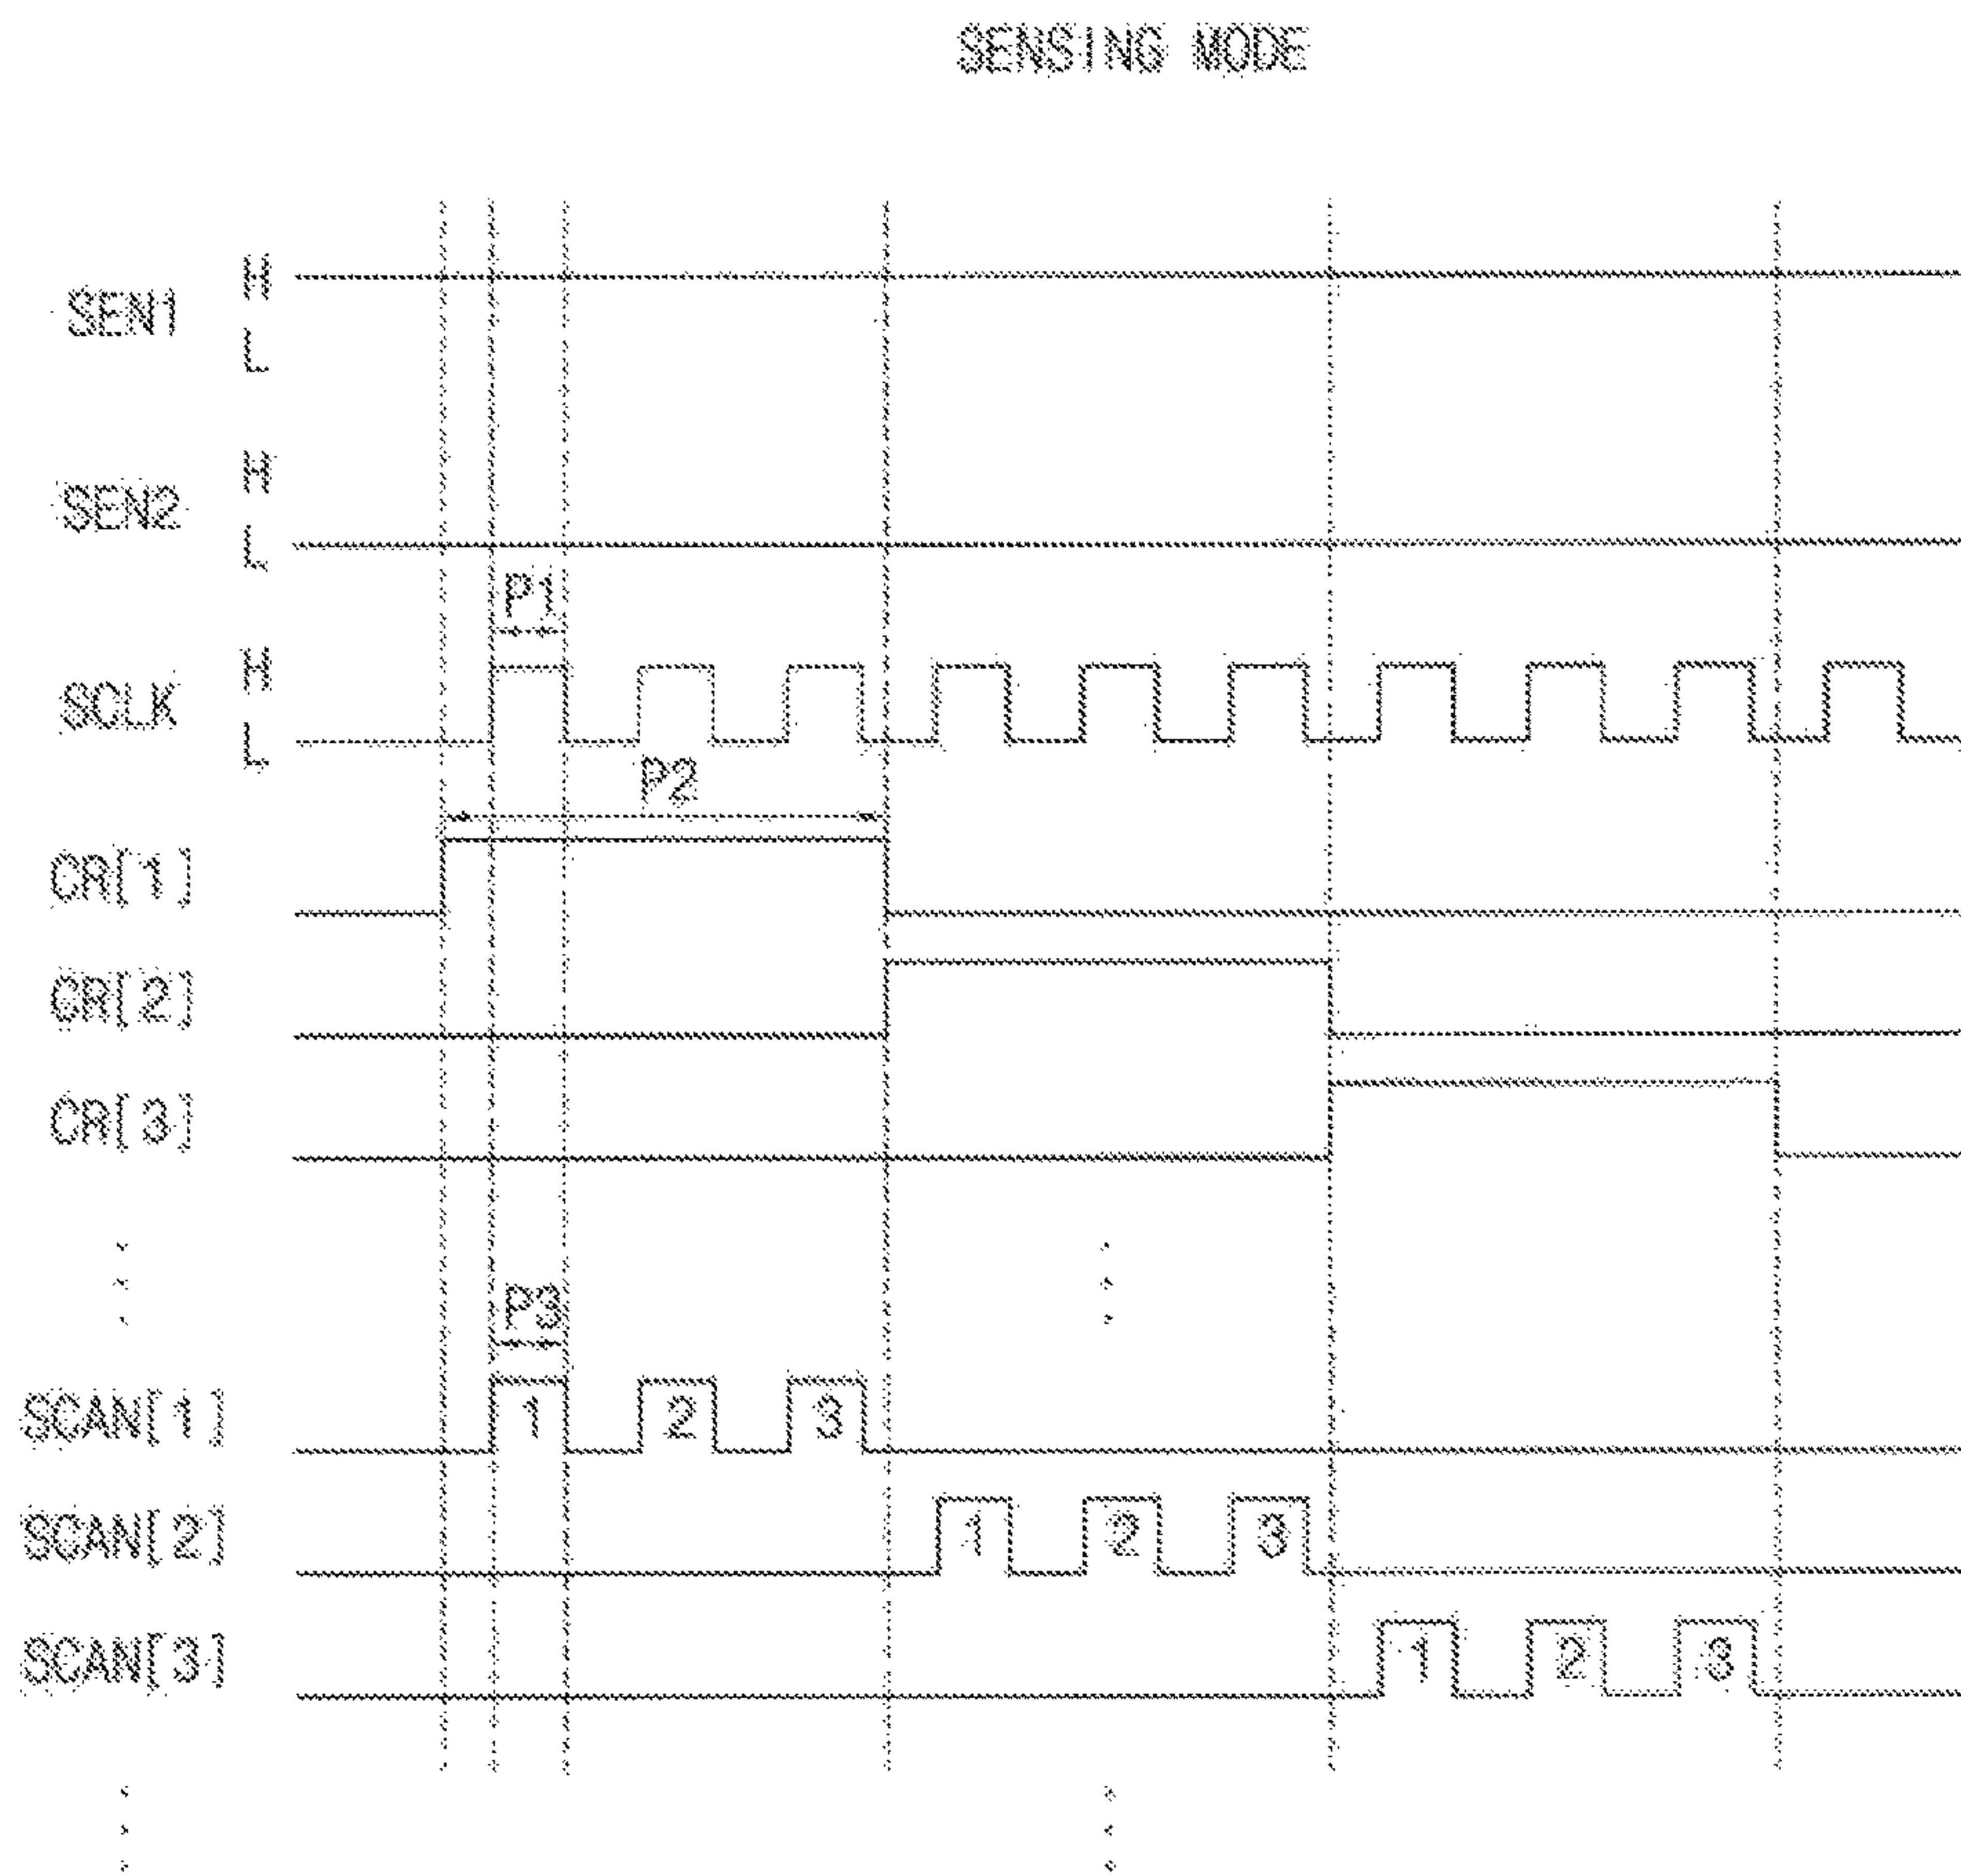 SENSING MODE
SEN1 H L
SEN2 H L
P1
SCLK H L
P2
CR[1]
CR[2]
CR[3]
P3
SCAN[1] 1 2 3
SCAN[2] 1 2 3
SCAN[3] 1 2 3